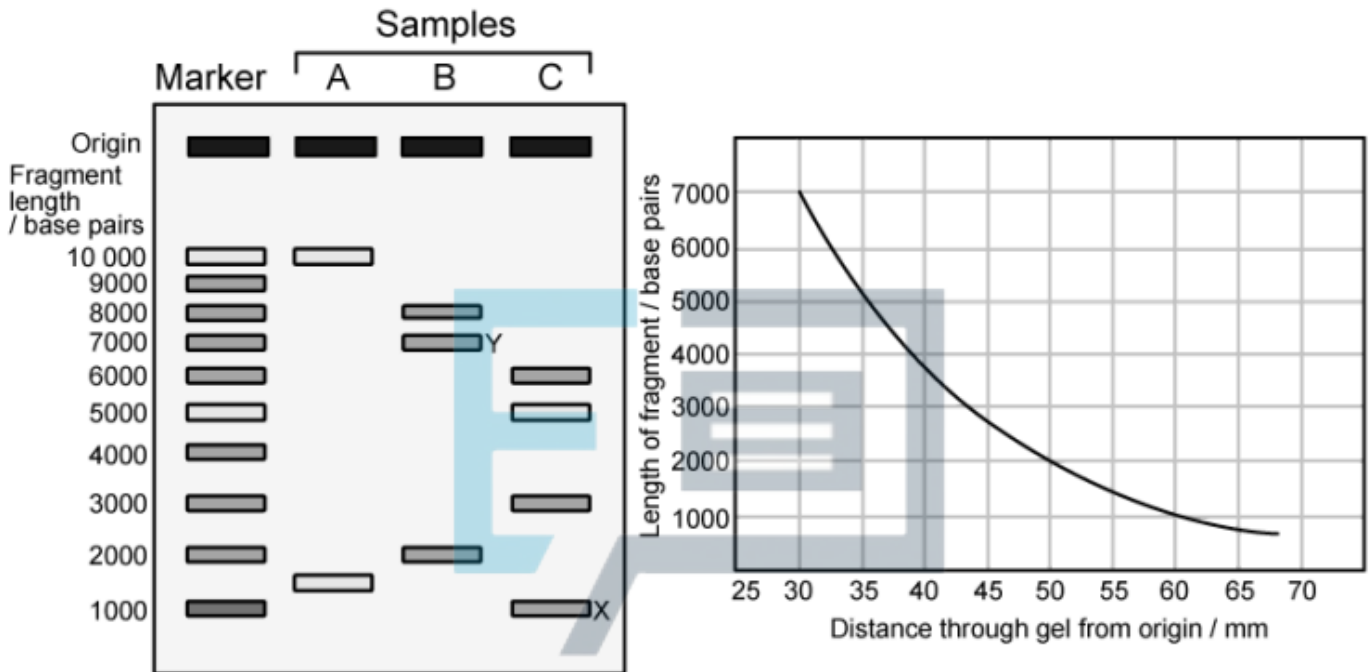 Samples
Marker A B C
Origin
Fragment
length
/ base pairs
10 000
9000
8000
7000 Y
6000
5000
4000
3000
2000
1000 X
Length of fragment / base pairs
7000
6000
5000
4000
3000
2000
1000
25 30 35 40 45 50 55 60 65 70
Distance through gel from origin / mm